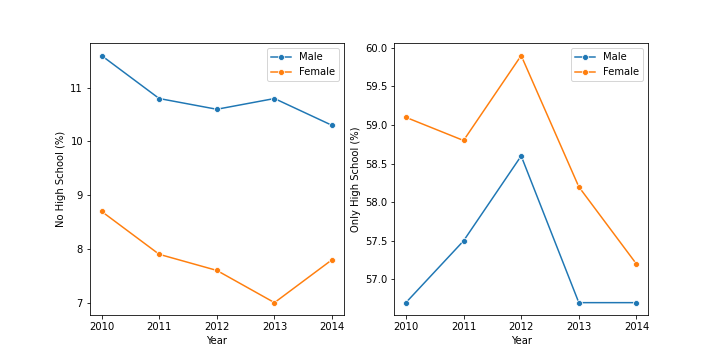 Male
Female
11
10
9
8
7
No High School (%)
2010 2011 2012 2013 2014
Year
Male
Female
60.0
59.5
59.0
58.5
58.0
57.5
57.0
Only High School (%)
2010 2011 2012 2013 2014
Year